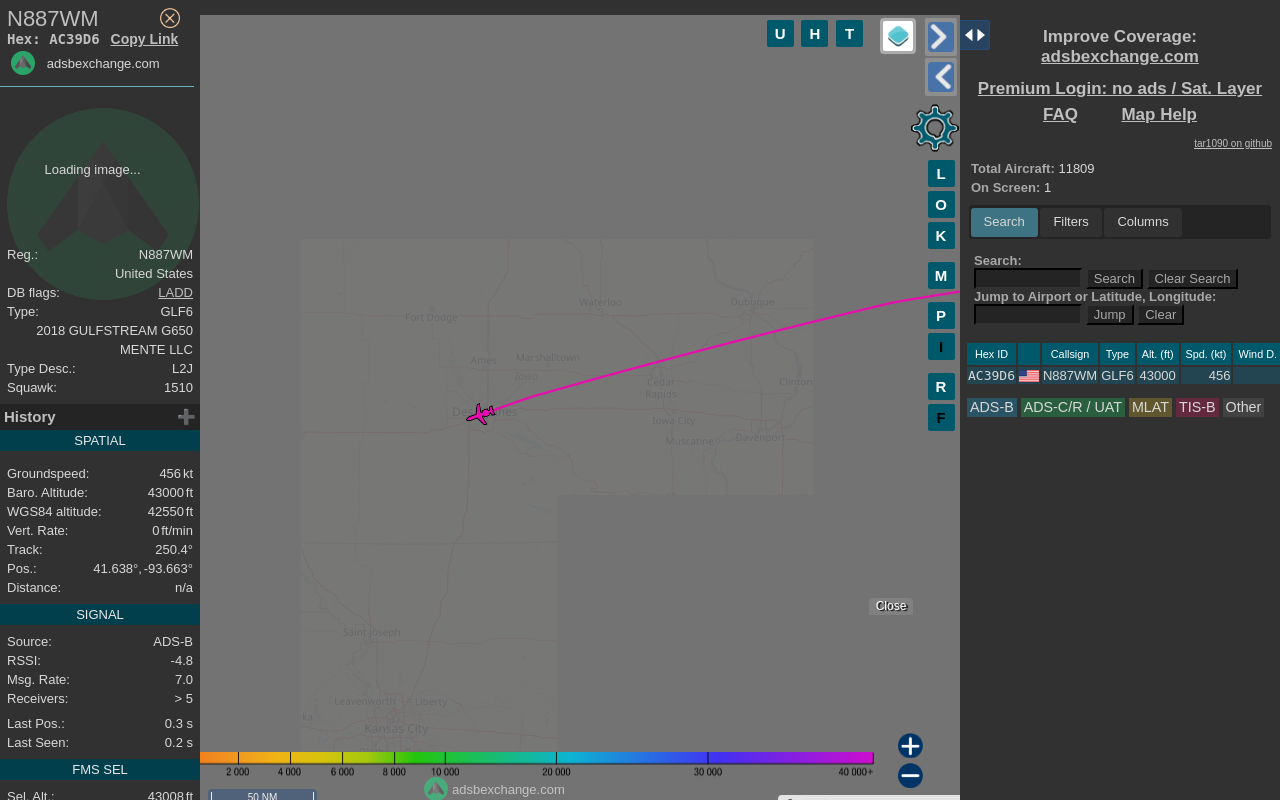 N887WM
Hex: AC39D6 Copy Link
adsbexchange.com
Loading image...
Reg.: N887WM
United States
DB flags: LADD
Type: GLF6
2018 GULFSTREAM G650
MENTE LLC
Type Desc.: L2J
Squawk: 1510
History
SPATIAL
Groundspeed: 456 kt
Baro. Altitude: 43000 ft
WGS84 altitude: 42550 ft
Vert. Rate: 0 ft/min
Track: 250.4°
Pos.: 41.638°, -93.663°
Distance: n/a
SIGNAL
Source: ADS-B
RSSI: -4.8
Msg. Rate: 7.0
Receivers: > 5
Last Pos.: 0.3 s
Last Seen: 0.2 s
FMS SEL
Sel. Alt.: 43008 ft
U H T
L
O
K
M
P
I
R
F
Waterloo
Dubuque
Fort Dodge
Ames
Marshalltown
Iowa
Cedar
Rapids
Clinton
Des Moines
Iowa City
Davenport
Muscatine
Saint Joseph
Leavenworth
Liberty
ka
Kansas City
Close
2 000 4 000 6 000 8 000 10 000 20 000 30 000 40 000+
adsbexchange.com
50 NM
Improve Coverage:
adsbexchange.com
Premium Login: no ads / Sat. Layer
FAQ Map Help
tar1090 on github
Total Aircraft: 11809
On Screen: 1
Search Filters Columns
Search:
Search Clear Search
Jump to Airport or Latitude, Longitude:
Jump Clear
Hex ID Callsign Type Alt. (ft) Spd. (kt) Wind D.
AC39D6 N887WM GLF6 43000 456
ADS-B ADS-C/R / UAT MLAT TIS-B Other